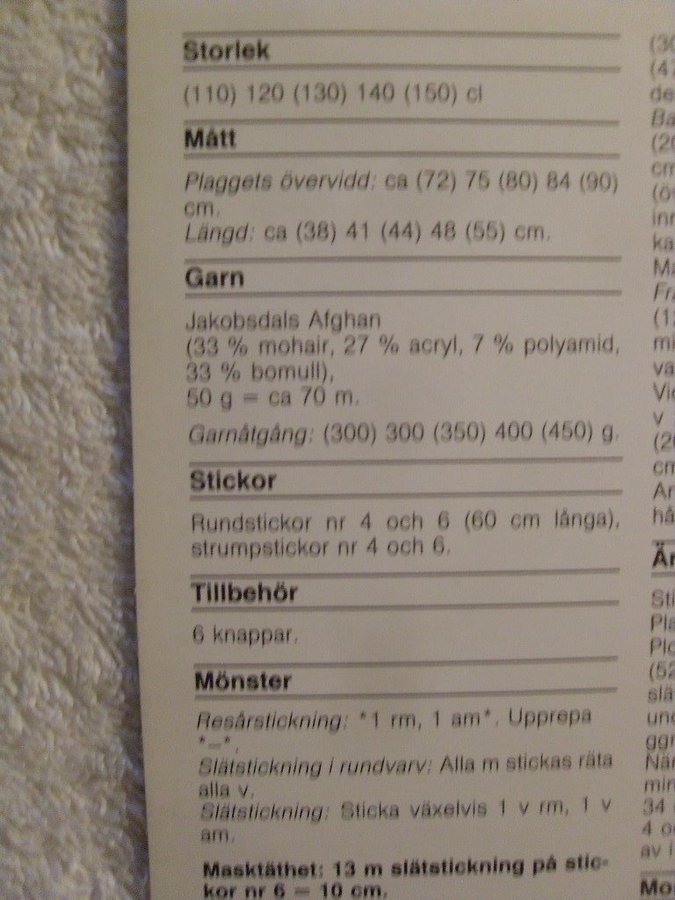 Storlek
(110) 120 (130) 140 (150) cl
Mått
Plaggets övervidd: ca (72) 75 (80) 84 (90)
cm.
Längd: ca (38) 41 (44) 48 (55) cm.
Garn
Jakobsdals Afghan
(33 % mohair, 27 % acryl, 7 % polyamid,
33 % bomull),
50 g = ca 70 m.
Garnåtgång: (300) 300 (350) 400 (450) g.
Stickor
Rundstickor nr 4 och 6 (60 cm långa),
strumpstickor nr 4 och 6.
Tillbehör
6 knappar.
Mönster
Resårstickning: *1 rm, 1 am*. Upprepa
*–*.
Slätstickning i rundvarv: Alla m stickas räta
alla v.
Slätstickning: Sticka växelvis 1 v rm, 1 v
am.
Masktäthet: 13 m slätstickning på stic-
kor nr 6 = 10 cm.